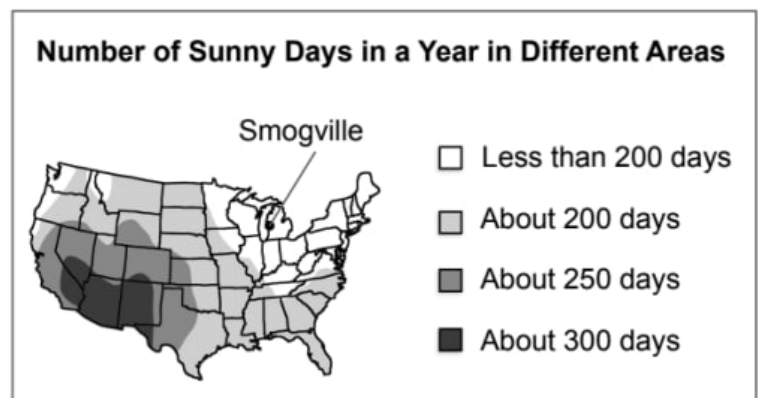 Number of Sunny Days in a Year in Different Areas
Smogville
Less than 200 days
About 200 days
About 250 days
About 300 days